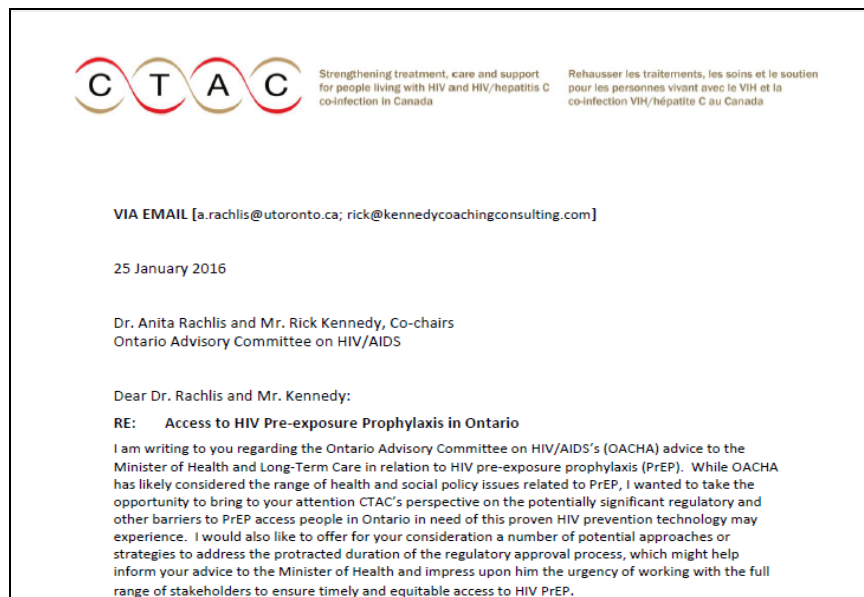 CTAC
Strengthening treatment, care and support
for people living with HIV and HIV/hepatitis C
co-infection in Canada
Rehausser les traitements, les soins et le soutien
pour les personnes vivant avec le VIH et la
co-infection VIH/hépatite C au Canada
VIA EMAIL [a.rachlis@utoronto.ca; rick@kennedycoachingconsulting.com]
25 January 2016
Dr. Anita Rachlis and Mr. Rick Kennedy, Co-chairs
Ontario Advisory Committee on HIV/AIDS
Dear Dr. Rachlis and Mr. Kennedy:
RE: Access to HIV Pre-exposure Prophylaxis in Ontario
I am writing to you regarding the Ontario Advisory Committee on HIV/AIDS's (OACHA) advice to the
Minister of Health and Long-Term Care in relation to HIV pre-exposure prophylaxis (PrEP). While OACHA
has likely considered the range of health and social policy issues related to PrEP, I wanted to take the
opportunity to bring to your attention CTAC's perspective on the potentially significant regulatory and
other barriers to PrEP access people in Ontario in need of this proven HIV prevention technology may
experience. I would also like to offer for your consideration a number of potential approaches or
strategies to address the protracted duration of the regulatory approval process, which might help
inform your advice to the Minister of Health and impress upon him the urgency of working with the full
range of stakeholders to ensure timely and equitable access to HIV PrEP.